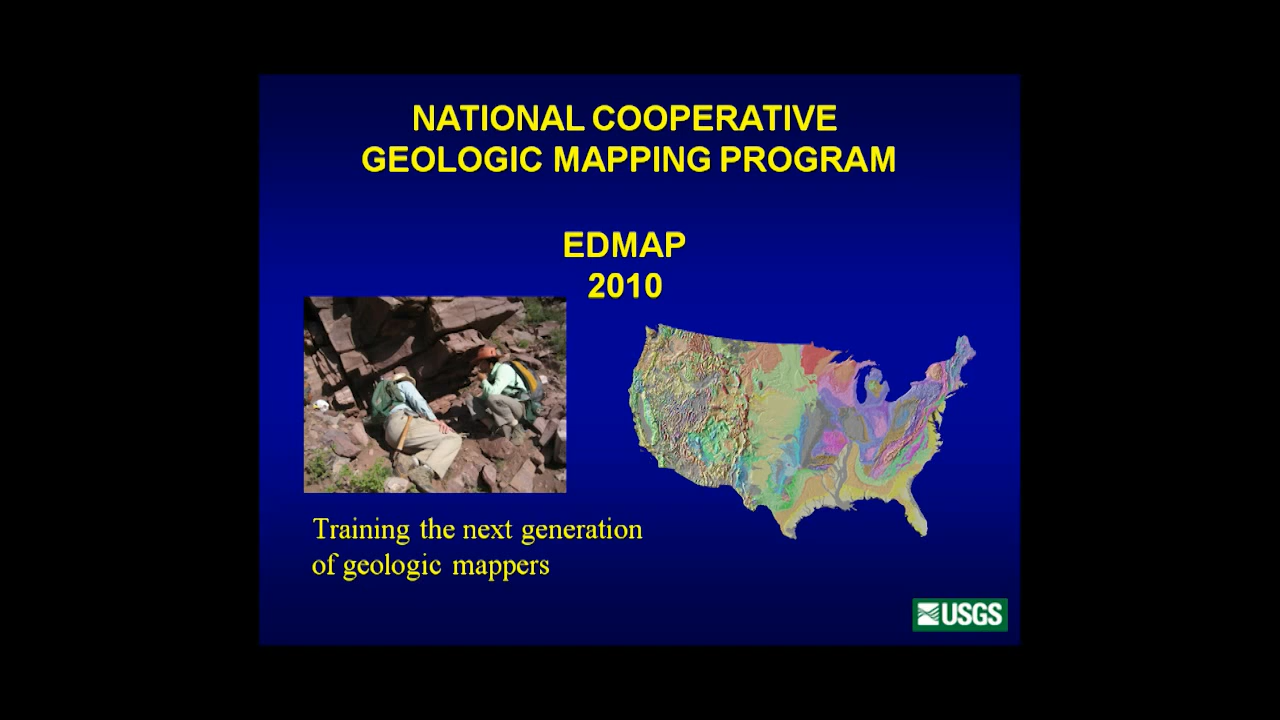 NATIONAL COOPERATIVE
GEOLOGIC MAPPING PROGRAM
EDMAP
2010
Training the next generation
of geologic mappers
USGS